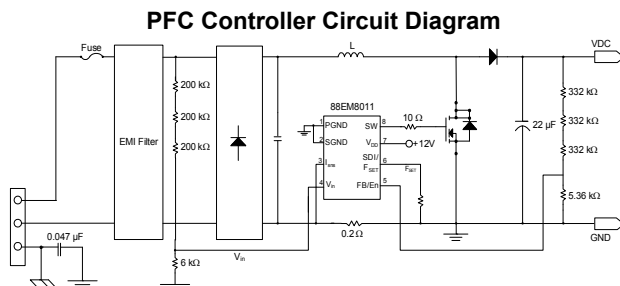 PFC Controller Circuit Diagram
VDC
Fuse
L
200 kΩ
200 kΩ
200 kΩ
EMI Filter
88EM8011
1
PGND
2
SGND
3
Isns
4
Vin
SW
8
VDD
7
SDI/
FSET
6
FB/En
5
10 Ω
+12V
FSET
22 µF
332 kΩ
332 kΩ
332 kΩ
5.36 kΩ
0.047 µF
6 kΩ
Vin
0.2 Ω
GND